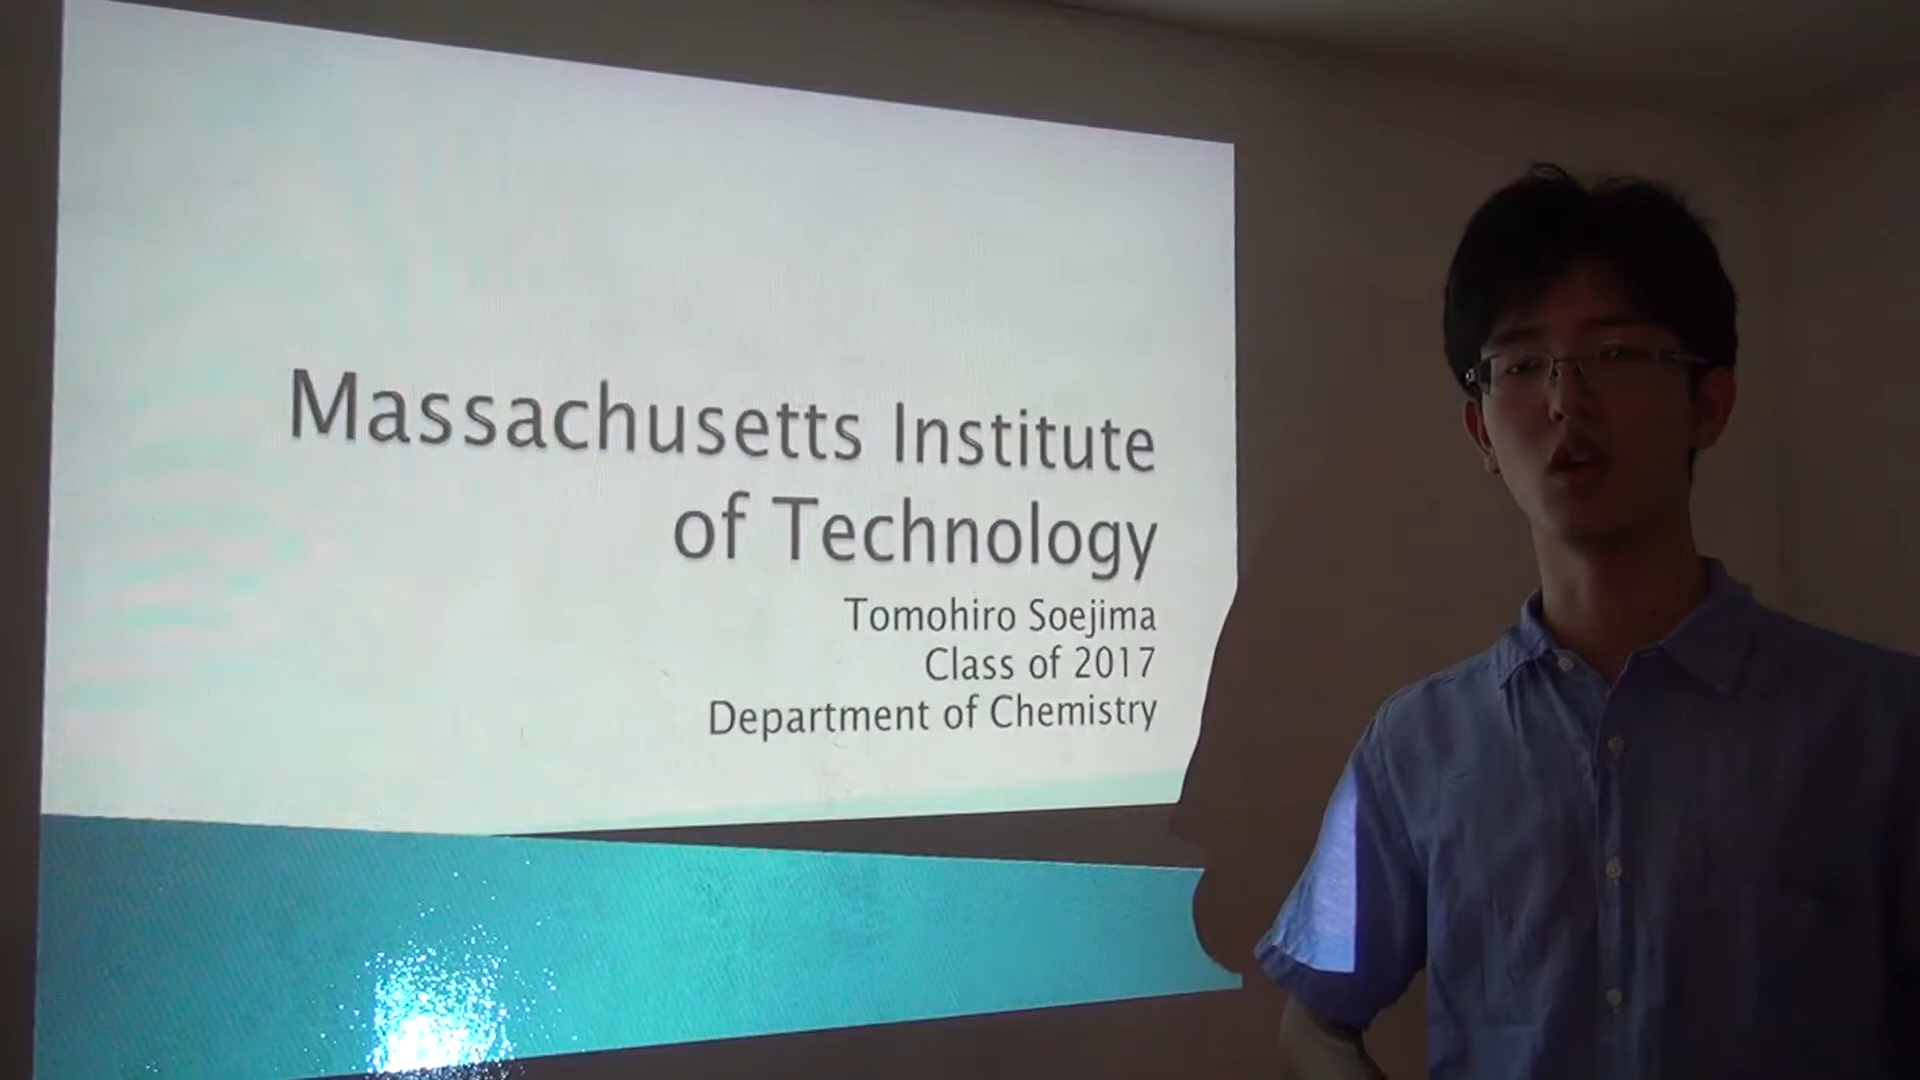 Massachusetts Institute
of Technology
Tomohiro Soejima
Class of 2017
Department of Chemistry